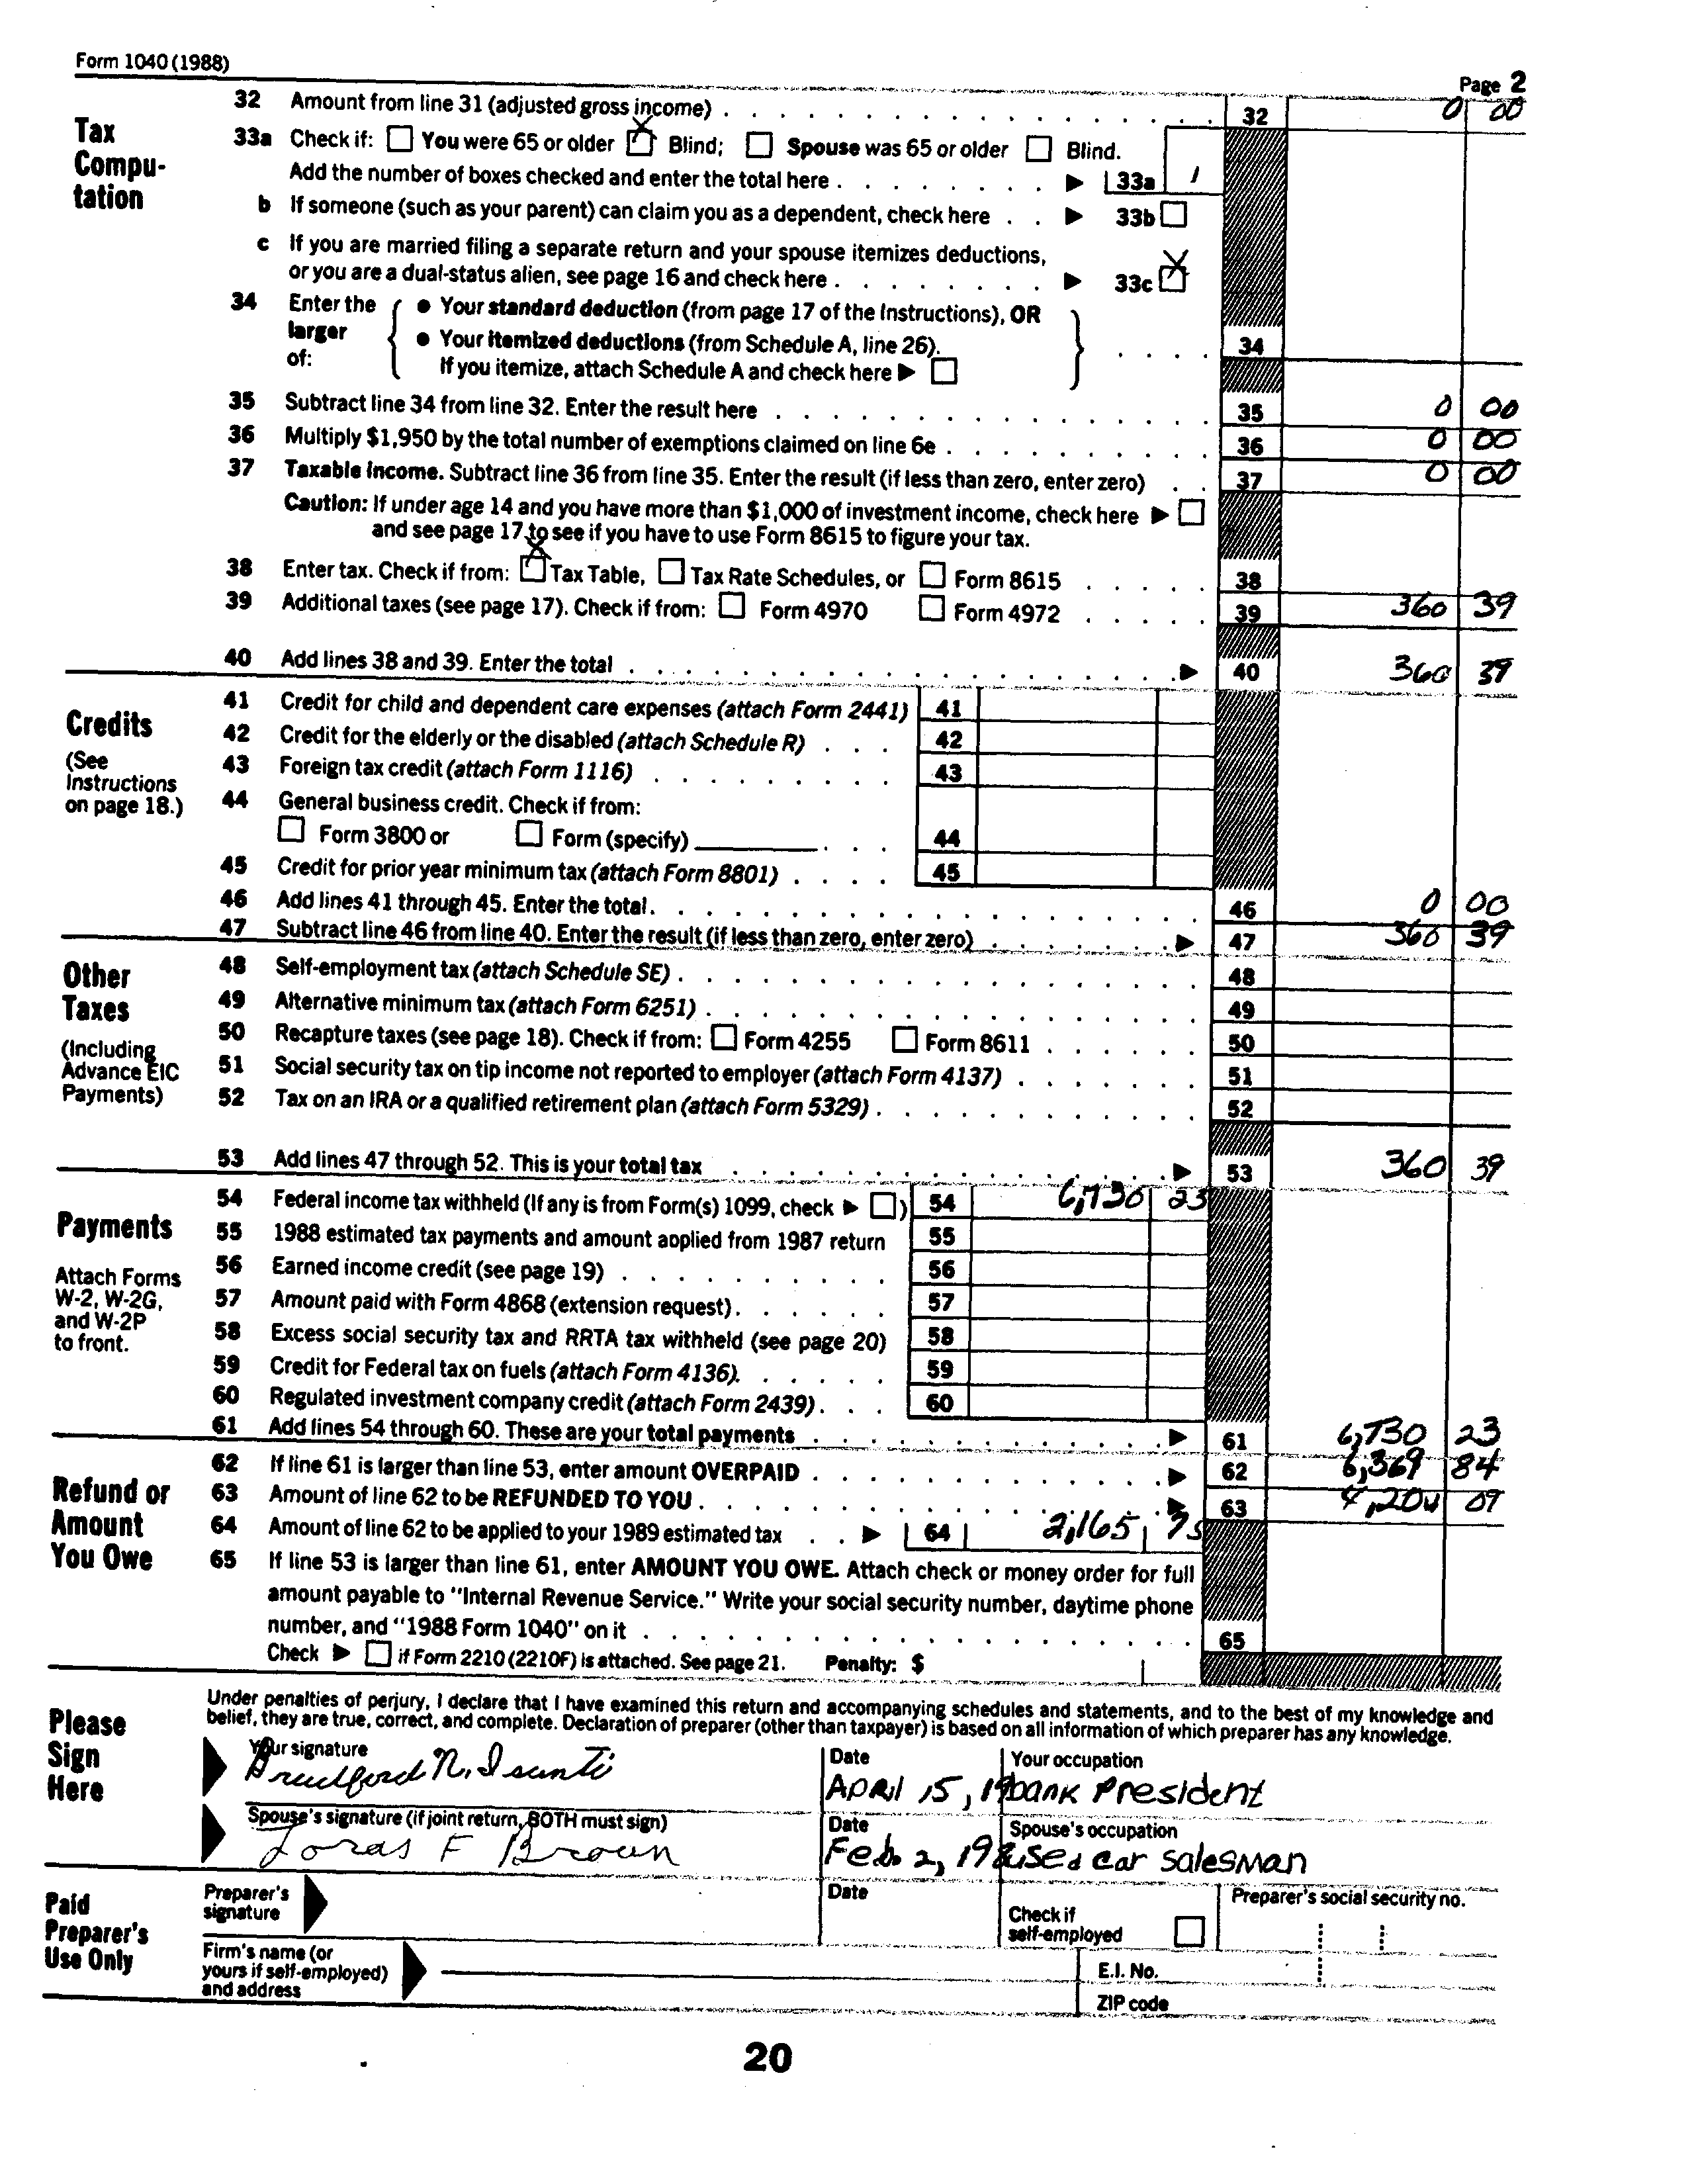 Form 1040 (1988)
Page 2
Tax Compu-tation
32 Amount from line 31 (adjusted gross income) . . . 32 0 00
33a Check if: ☐ You were 65 or older ☒ Blind; ☐ Spouse was 65 or older ☐ Blind.
Add the number of boxes checked and enter the total here . . . ▶ 33a 1
b If someone (such as your parent) can claim you as a dependent, check here . . ▶ 33b ☐
c If you are married filing a separate return and your spouse itemizes deductions,
or you are a dual-status alien, see page 16 and check here . . . ▶ 33c ☒
34 Enter the larger of: { ● Your standard deduction (from page 17 of the Instructions), OR
● Your itemized deductions (from Schedule A, line 26).
If you itemize, attach Schedule A and check here ▶ ☐ } . . . . 34
35 Subtract line 34 from line 32. Enter the result here . . . 35 0 00
36 Multiply $1,950 by the total number of exemptions claimed on line 6e . . . 36 0 00
37 Taxable income. Subtract line 36 from line 35. Enter the result (if less than zero, enter zero) . . 37 0 00
Caution: If under age 14 and you have more than $1,000 of investment income, check here ▶ ☐
and see page 17 to see if you have to use Form 8615 to figure your tax.
38 Enter tax. Check if from: ☒ Tax Table, ☐ Tax Rate Schedules, or ☐ Form 8615 . . . 38
39 Additional taxes (see page 17). Check if from: ☐ Form 4970 ☐ Form 4972 . . . 39 360 39
40 Add lines 38 and 39. Enter the total . . . ▶ 40 360 39
Credits
(See Instructions on page 18.)
41 Credit for child and dependent care expenses (attach Form 2441) 41
42 Credit for the elderly or the disabled (attach Schedule R) . . . 42
43 Foreign tax credit (attach Form 1116) . . . 43
44 General business credit. Check if from:
☐ Form 3800 or ☐ Form (specify) ______ . . . 44
45 Credit for prior year minimum tax (attach Form 8801) . . . . 45
46 Add lines 41 through 45. Enter the total . . . 46 0 00
47 Subtract line 46 from line 40. Enter the result (if less than zero, enter zero) . . . ▶ 47 360 39
Other Taxes
(Including Advance EIC Payments)
48 Self-employment tax (attach Schedule SE) . . . 48
49 Alternative minimum tax (attach Form 6251) . . . 49
50 Recapture taxes (see page 18). Check if from: ☐ Form 4255 ☐ Form 8611 . . . 50
51 Social security tax on tip income not reported to employer (attach Form 4137) . . . 51
52 Tax on an IRA or a qualified retirement plan (attach Form 5329) . . . 52
53 Add lines 47 through 52. This is your total tax . . . ▶ 53 360 39
Payments
Attach Forms W-2, W-2G, and W-2P to front.
54 Federal income tax withheld (If any is from Form(s) 1099, check ▶ ☐) 54 6,730 23
55 1988 estimated tax payments and amount applied from 1987 return 55
56 Earned income credit (see page 19) . . . 56
57 Amount paid with Form 4868 (extension request) . . . 57
58 Excess social security tax and RRTA tax withheld (see page 20) 58
59 Credit for Federal tax on fuels (attach Form 4136). . . . 59
60 Regulated investment company credit (attach Form 2439) . . . 60
61 Add lines 54 through 60. These are your total payments . . . ▶ 61 6,730 23
Refund or Amount You Owe
62 If line 61 is larger than line 53, enter amount OVERPAID . . . ▶ 62 6,369 84
63 Amount of line 62 to be REFUNDED TO YOU . . . ▶ 63 4,204 09
64 Amount of line 62 to be applied to your 1989 estimated tax . . ▶ 64 2,165 75
65 If line 53 is larger than line 61, enter AMOUNT YOU OWE. Attach check or money order for full
amount payable to "Internal Revenue Service." Write your social security number, daytime phone
number, and "1988 Form 1040" on it . . . 65
Check ▶ ☐ if Form 2210 (2210F) is attached. See page 21. Penalty: $
Please Sign Here
Under penalties of perjury, I declare that I have examined this return and accompanying schedules and statements, and to the best of my knowledge and
belief, they are true, correct, and complete. Declaration of preparer (other than taxpayer) is based on all information of which preparer has any knowledge.
Your signature Date Your occupation
N. April 15, 19 bank President
Spouse's signature (if joint return, BOTH must sign) Date Spouse's occupation
Loras F Brown Feb. 2, 198 used car salesman
Paid Preparer's Use Only
Preparer's signature Date Check if self-employed ☐ Preparer's social security no.
Firm's name (or yours if self-employed) and address
E.I. No.
ZIP code
20